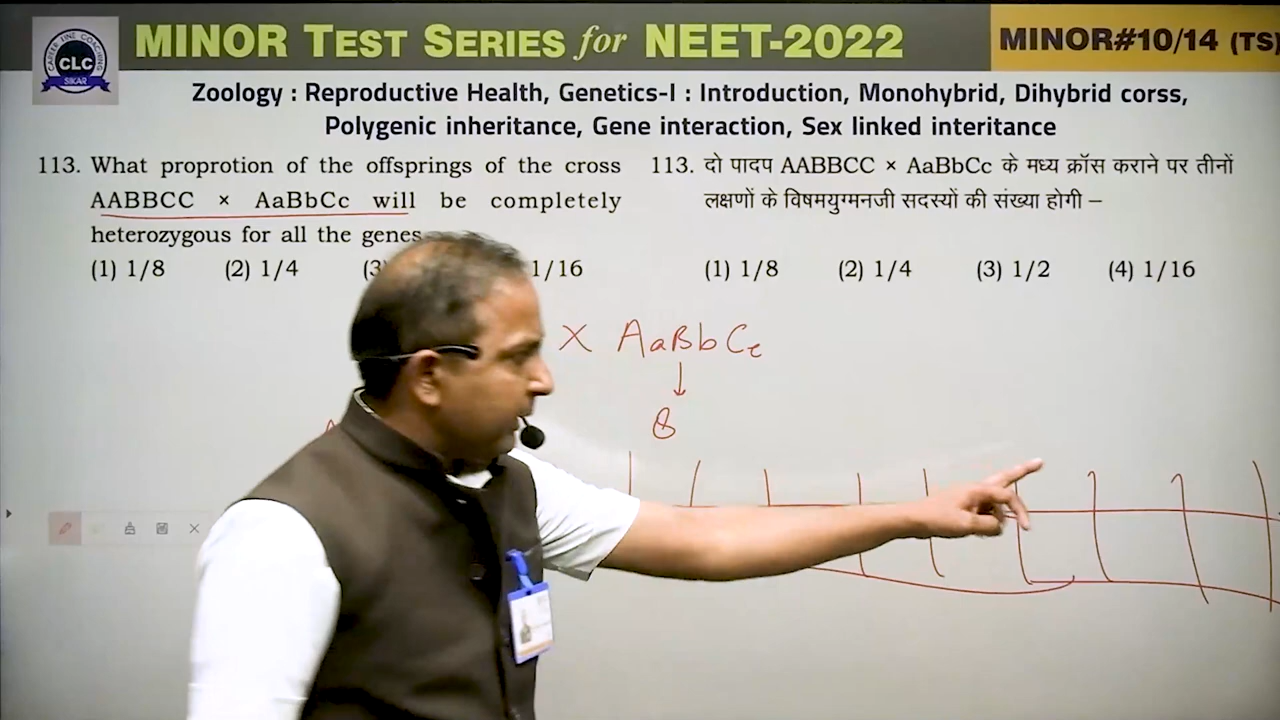 CAREER LINE COACHING
CLC
SIKAR
MINOR TEST SERIES for NEET-2022
MINOR#10/14 (TS)
Zoology : Reproductive Health, Genetics-I : Introduction, Monohybrid, Dihybrid corss,
Polygenic inheritance, Gene interaction, Sex linked interitance
113. What proprotion of the offsprings of the cross
AABBCC × AaBbCc will be completely
heterozygous for all the genes
(1) 1/8 (2) 1/4 (3 1/16
113. दो पादप AABBCC × AaBbCc के मध्य क्रॉस कराने पर तीनों
लक्षणों के विषमयुग्मनजी सदस्यों की संख्या होगी –
(1) 1/8 (2) 1/4 (3) 1/2 (4) 1/16
X AaBbCc
8